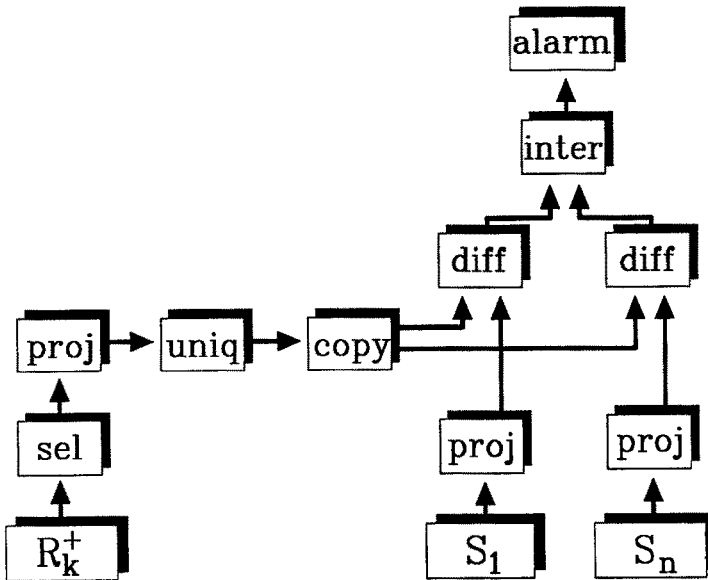 alarm
inter
diff diff
proj uniq copy
sel proj proj
R_k^+ S_1 S_n